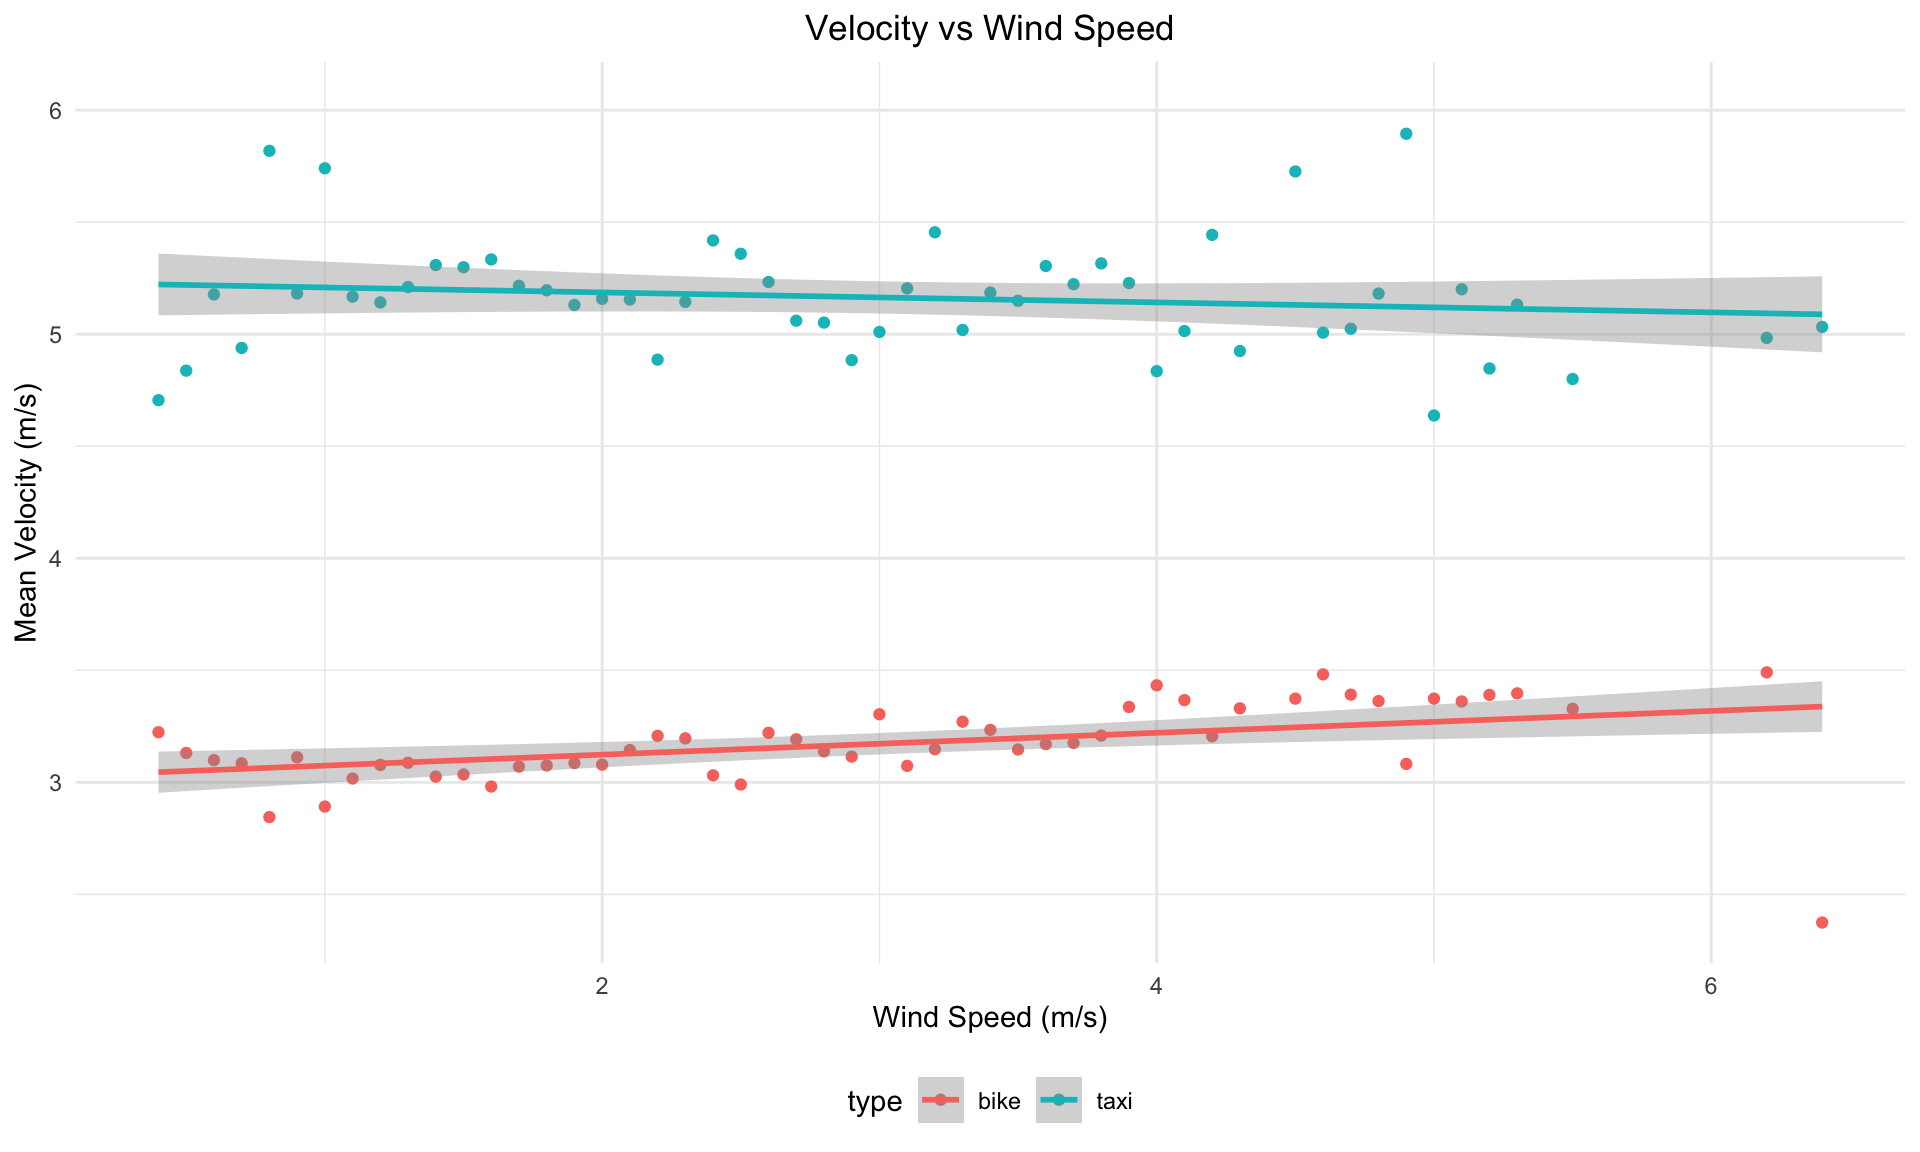 Velocity vs Wind Speed
6
5
4
3
Mean Velocity (m/s)
2 4 6
Wind Speed (m/s)
type bike taxi